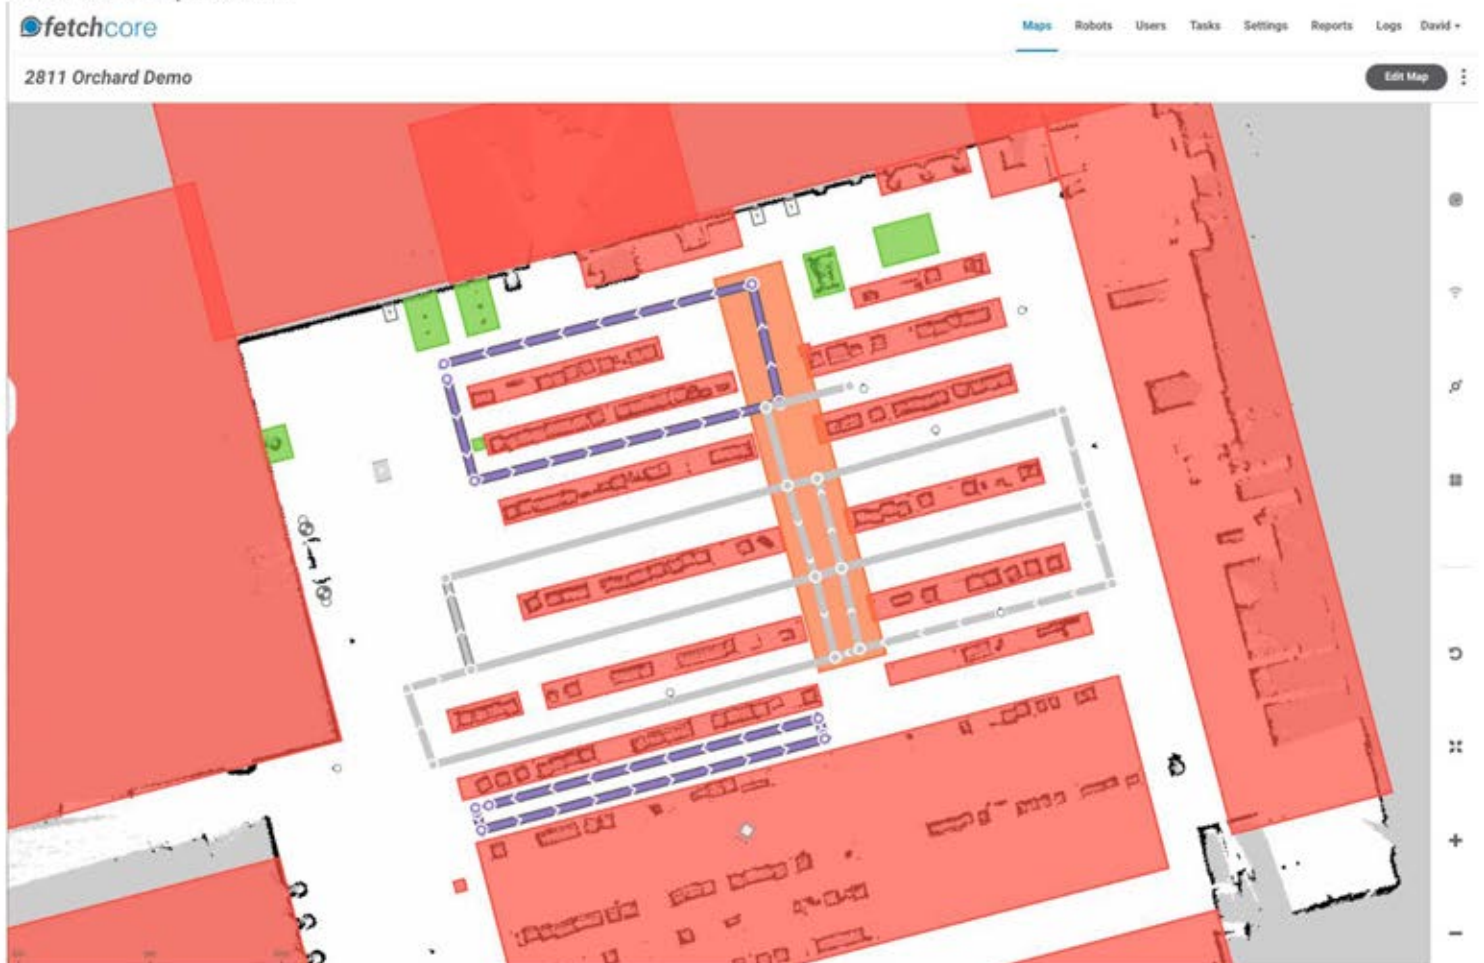 fetchcore
Maps Robots Users Tasks Settings Reports Logs David
2811 Orchard Demo
Edit Map